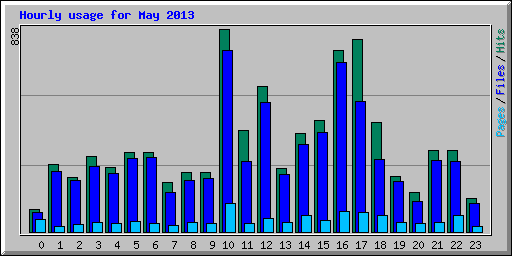 Hourly usage for May 2013
838
Pages / Files / Hits
0 1 2 3 4 5 6 7 8 9 10 11 12 13 14 15 16 17 18 19 20 21 22 23